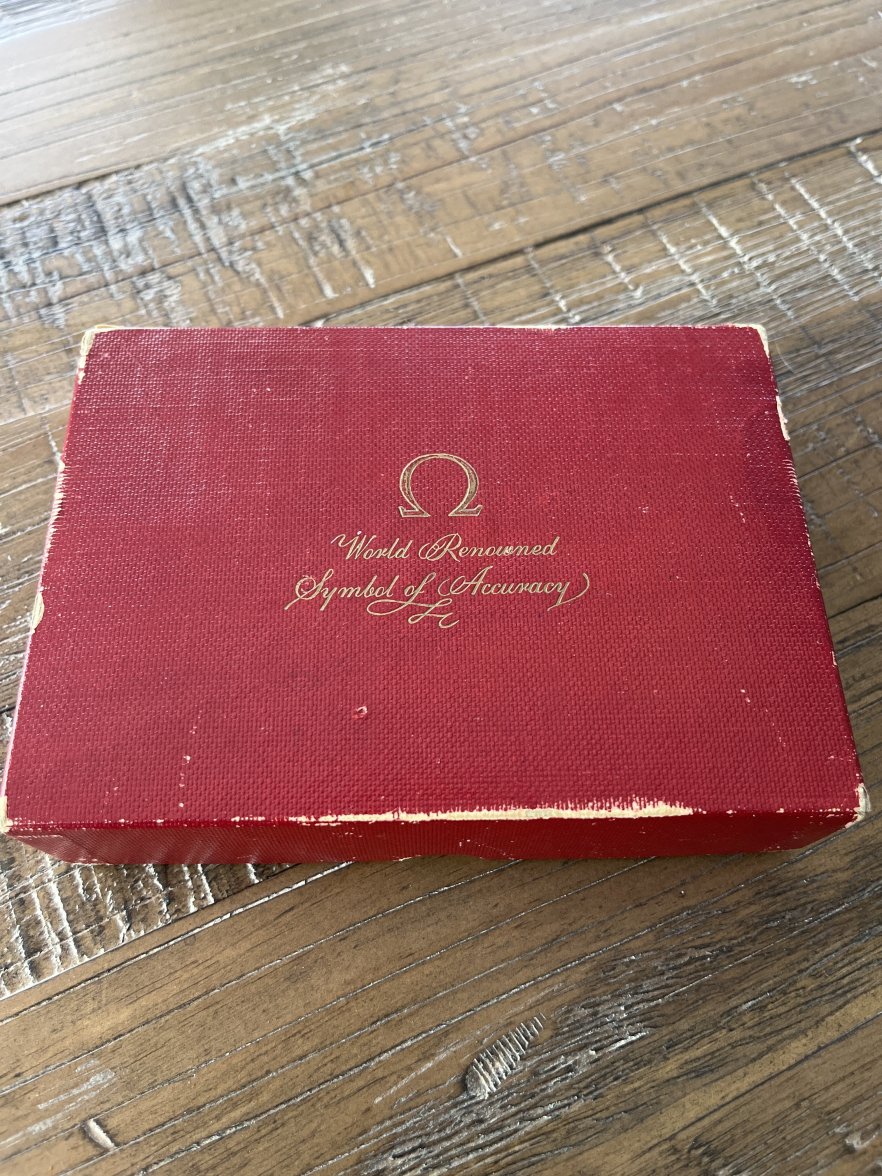 Ω
World Renowned
Symbol of Accuracy